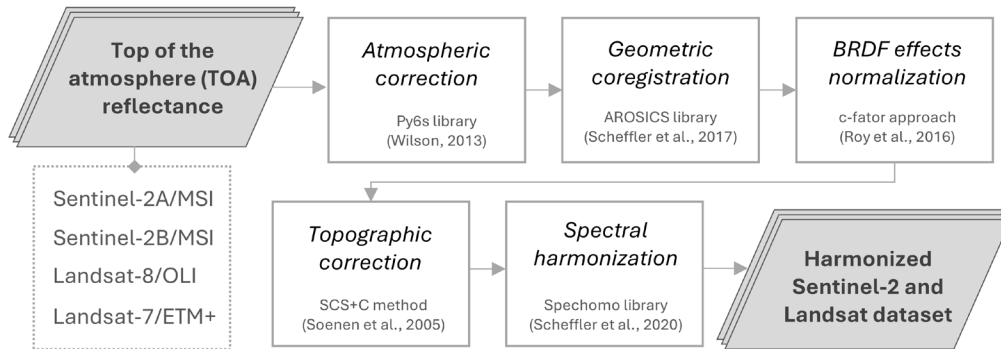 Top of the
atmosphere (TOA)
reflectance
Atmospheric
correction
Py6s library
(Wilson, 2013)
Geometric
coregistration
AROSICS library
(Scheffler et al., 2017)
BRDF effects
normalization
c-fator approach
(Roy et al., 2016)
Sentinel-2A/MSI
Sentinel-2B/MSI
Landsat-8/OLI
Landsat-7/ETM+
Topographic
correction
SCS+C method
(Soenen et al., 2005)
Spectral
harmonization
Spechomo library
(Scheffler et al., 2020)
Harmonized
Sentinel-2 and
Landsat dataset